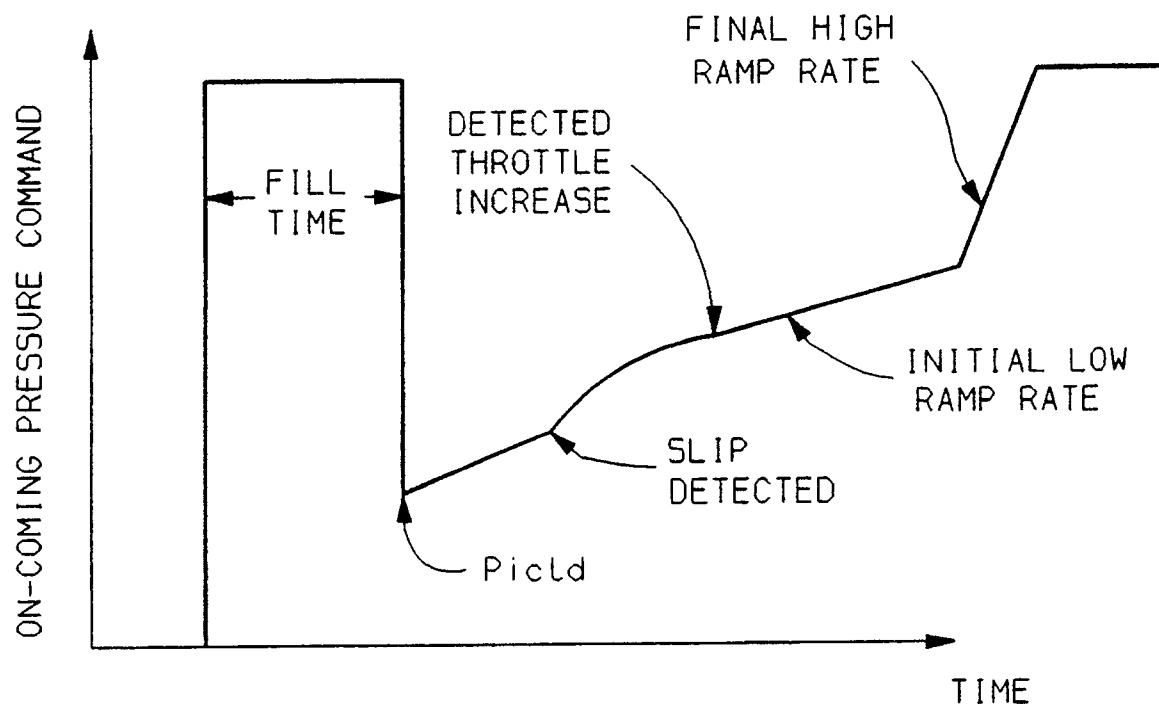 FINAL HIGH
RAMP RATE
DETECTED
THROTTLE
INCREASE
FILL
TIME
ON-COMING PRESSURE COMMAND
INITIAL LOW
RAMP RATE
SLIP
DETECTED
Picld
TIME